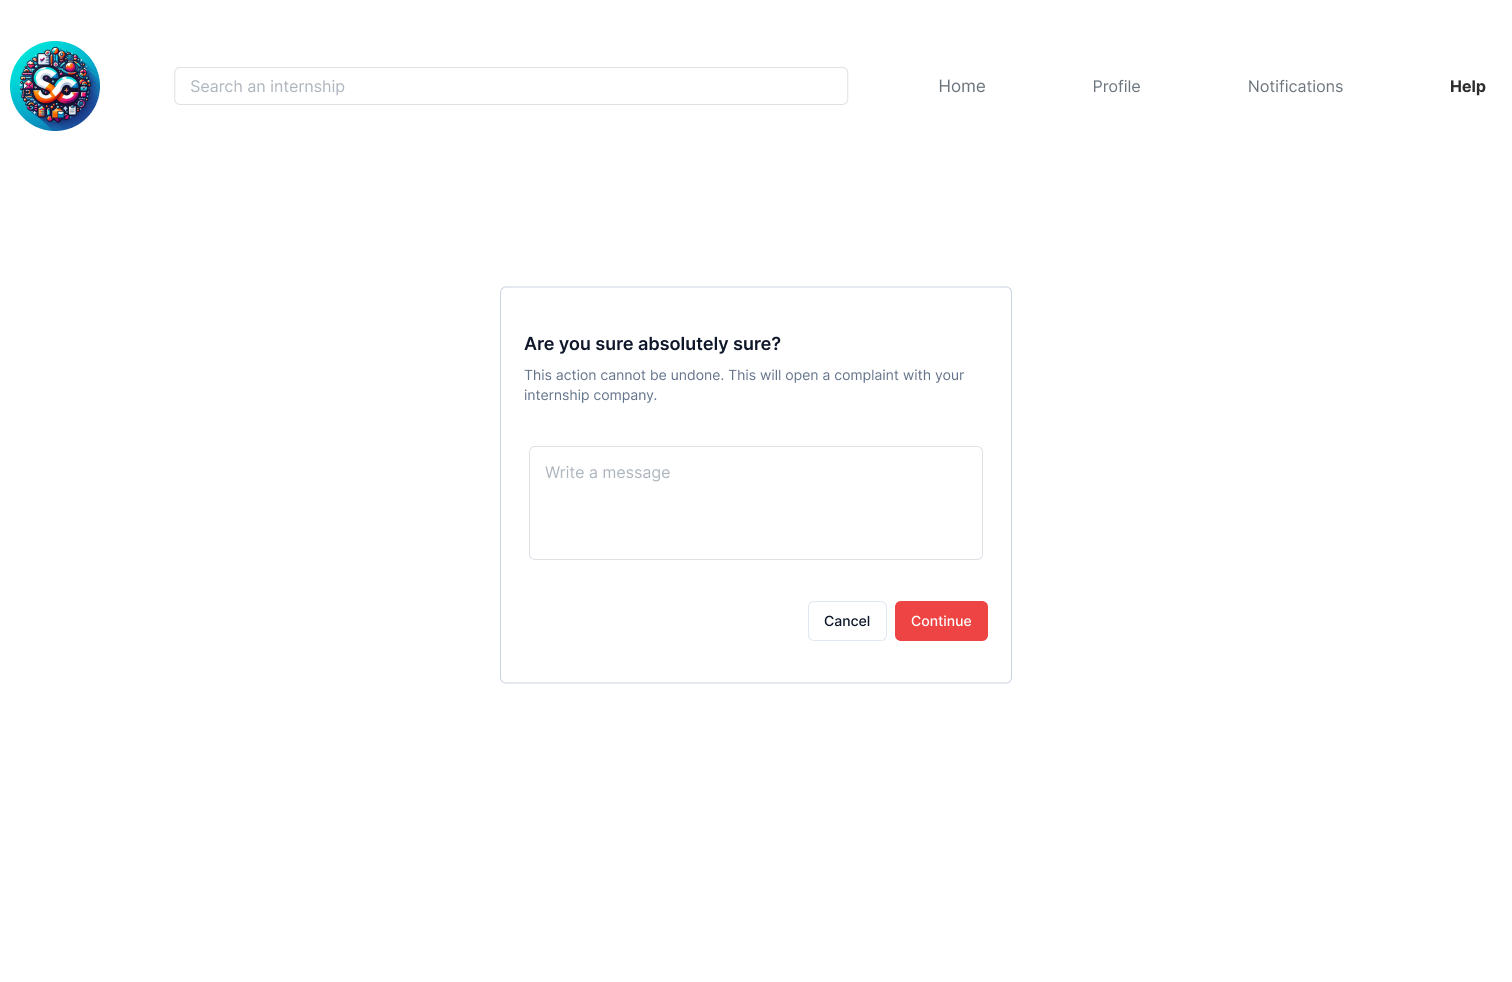 SC
Search an internship
Home
Profile
Notifications
Help
Are you sure absolutely sure?
This action cannot be undone. This will open a complaint with your
internship company.
Write a message
Cancel
Continue